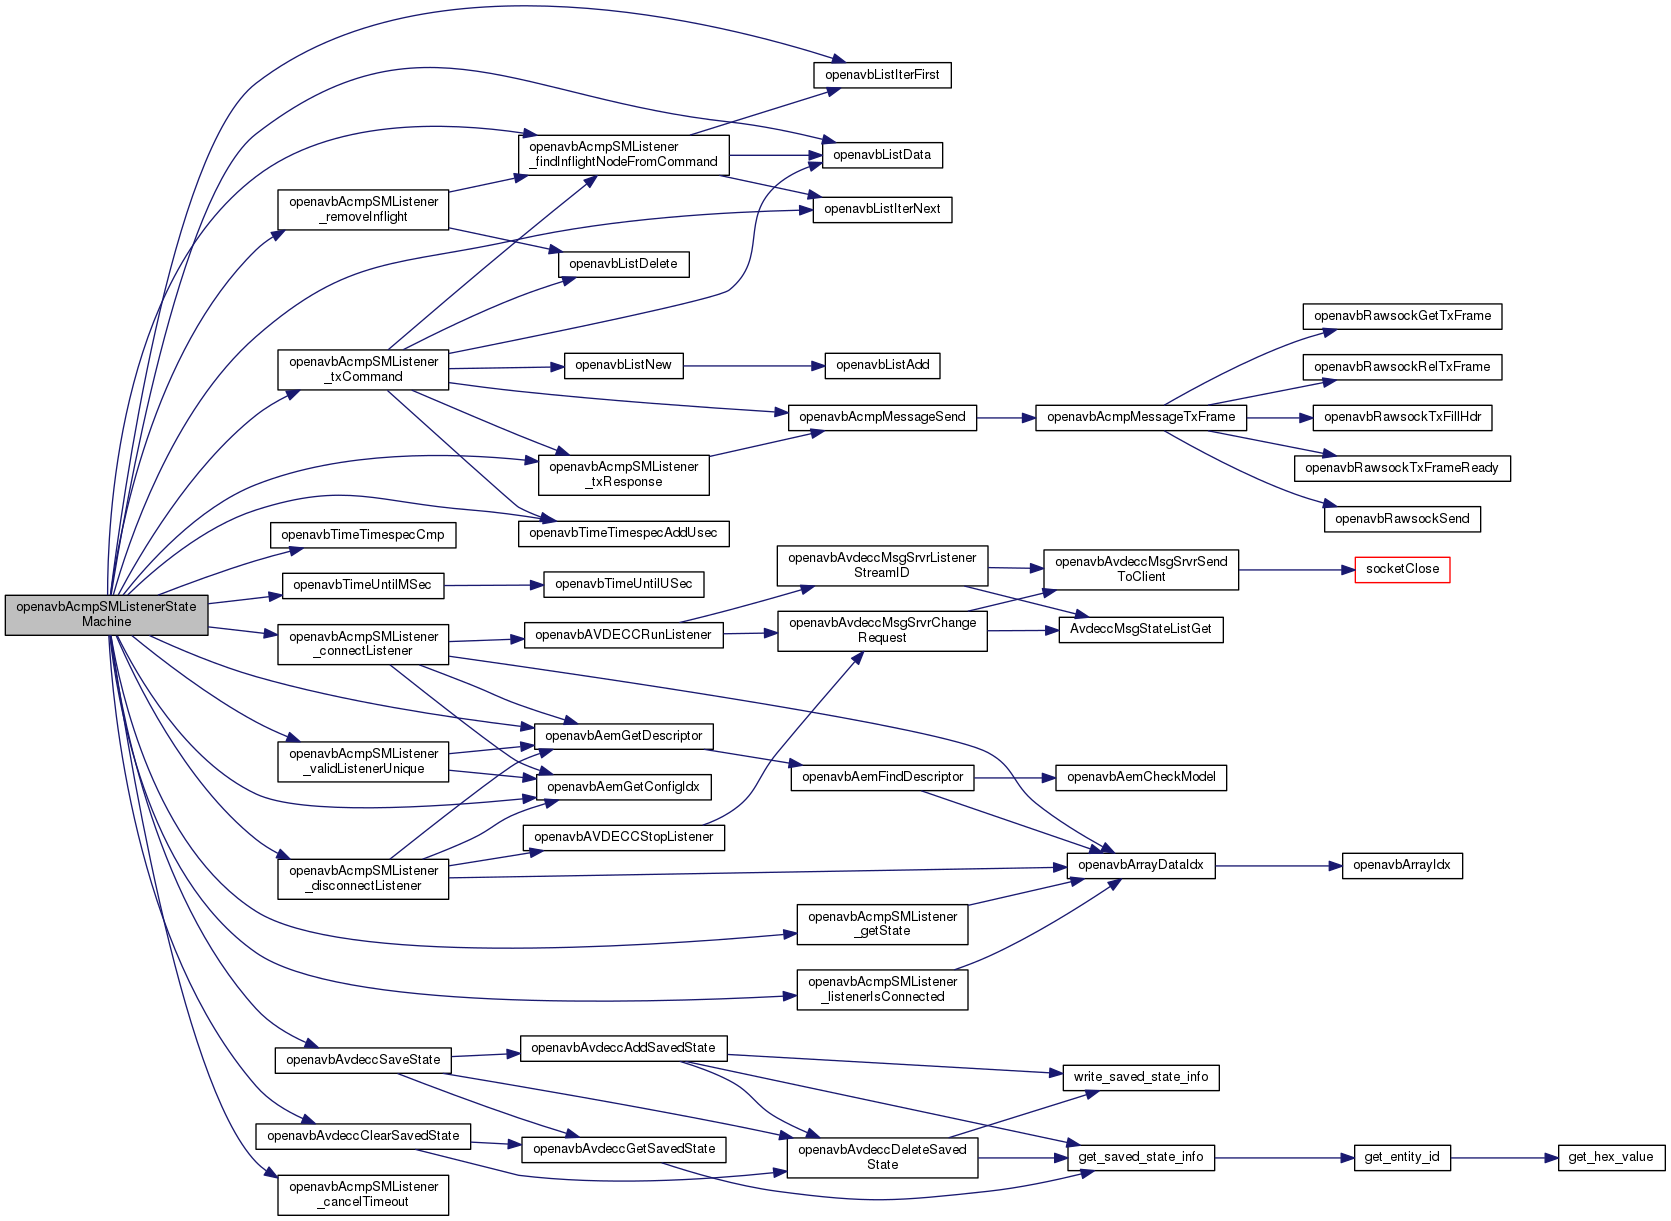 openavbAcmpSMListenerState
Machine
openavbListIterFirst
openavbAcmpSMListener
_findInflightNodeFromCommand
openavbListData
openavbAcmpSMListener
_removeInflight
openavbListIterNext
openavbListDelete
openavbAcmpSMListener
_txCommand
openavbListNew
openavbListAdd
openavbAcmpMessageSend
openavbAcmpMessageTxFrame
openavbRawsockGetTxFrame
openavbRawsockRelTxFrame
openavbRawsockTxFillHdr
openavbRawsockTxFrameReady
openavbRawsockSend
openavbAcmpSMListener
_txResponse
openavbTimeTimespecAddUsec
openavbTimeTimespecCmp
openavbTimeUntilMSec
openavbTimeUntilUSec
openavbAcmpSMListener
_connectListener
openavbAVDECCRunListener
openavbAvdeccMsgSrvrListener
StreamID
openavbAvdeccMsgSrvrChange
Request
openavbAvdeccMsgSrvrSend
ToClient
socketClose
AvdeccMsgStateListGet
openavbAcmpSMListener
_validListenerUnique
openavbAemGetDescriptor
openavbAemGetConfigIdx
openavbAemFindDescriptor
openavbAemCheckModel
openavbAVDECCStopListener
openavbAcmpSMListener
_disconnectListener
openavbArrayDataIdx
openavbArrayIdx
openavbAcmpSMListener
_getState
openavbAcmpSMListener
_listenerIsConnected
openavbAvdeccSaveState
openavbAvdeccAddSavedState
write_saved_state_info
openavbAvdeccClearSavedState
openavbAvdeccGetSavedState
openavbAvdeccDeleteSaved
State
get_saved_state_info
get_entity_id
get_hex_value
openavbAcmpSMListener
_cancelTimeout